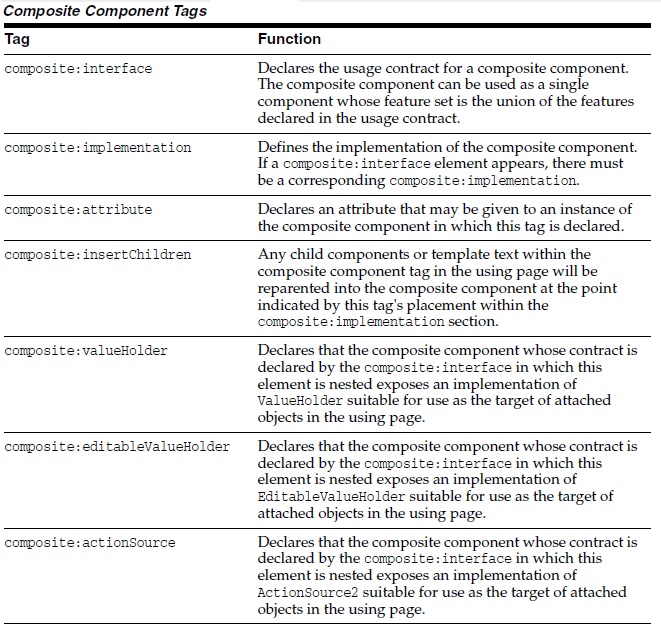 Composite Component Tags
Tag Function
composite:interface Declares the usage contract for a composite component.
The composite component can be used as a single
component whose feature set is the union of the features
declared in the usage contract.
composite:implementation Defines the implementation of the composite component.
If a composite:interface element appears, there must
be a corresponding composite:implementation.
composite:attribute Declares an attribute that may be given to an instance of
the composite component in which this tag is declared.
composite:insertChildren Any child components or template text within the
composite component tag in the using page will be
reparented into the composite component at the point
indicated by this tag's placement within the
composite:implementation section.
composite:valueHolder Declares that the composite component whose contract is
declared by the composite:interface in which this
element is nested exposes an implementation of
ValueHolder suitable for use as the target of attached
objects in the using page.
composite:editableValueHolder Declares that the composite component whose contract is
declared by the composite:interface in which this
element is nested exposes an implementation of
EditableValueHolder suitable for use as the target of
attached objects in the using page.
composite:actionSource Declares that the composite component whose contract is
declared by the composite:interface in which this
element is nested exposes an implementation of
ActionSource2 suitable for use as the target of attached
objects in the using page.